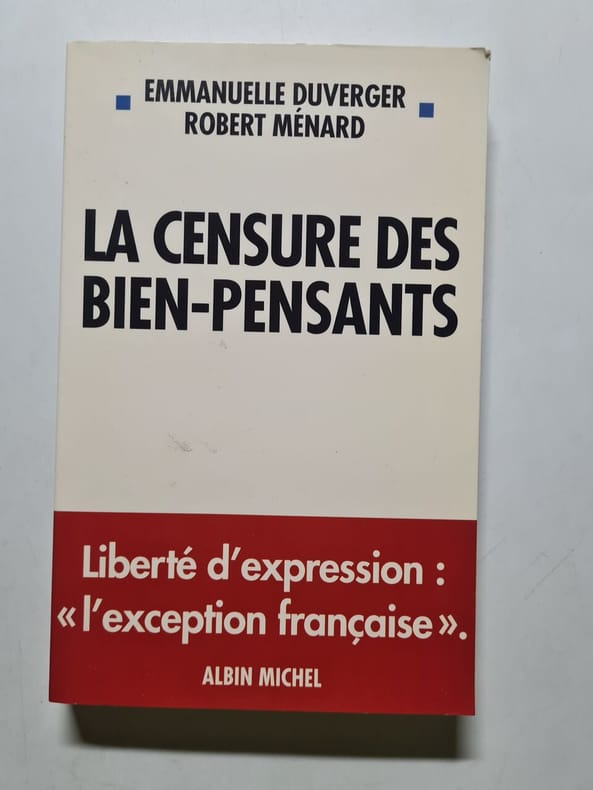 EMMANUELLE DUVERGER
ROBERT MÉNARD
LA CENSURE DES
BIEN-PENSANTS
Liberté d'expression :
« l'exception française ».
ALBIN MICHEL